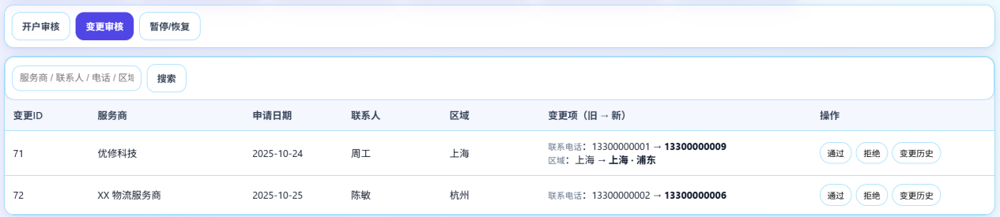 开户审核 变更审核 暂停/恢复
服务商 / 联系人 / 电话 / 区域 搜索
变更ID 服务商 申请日期 联系人 区域 变更项（旧 → 新） 操作
71 优修科技 2025-10-24 周工 上海 联系电话：13300000001 → 13300000009 通过 拒绝 变更历史
区域：上海 → 上海 · 浦东
72 XX 物流服务商 2025-10-25 陈敏 杭州 联系电话：13300000002 → 13300000006 通过 拒绝 变更历史